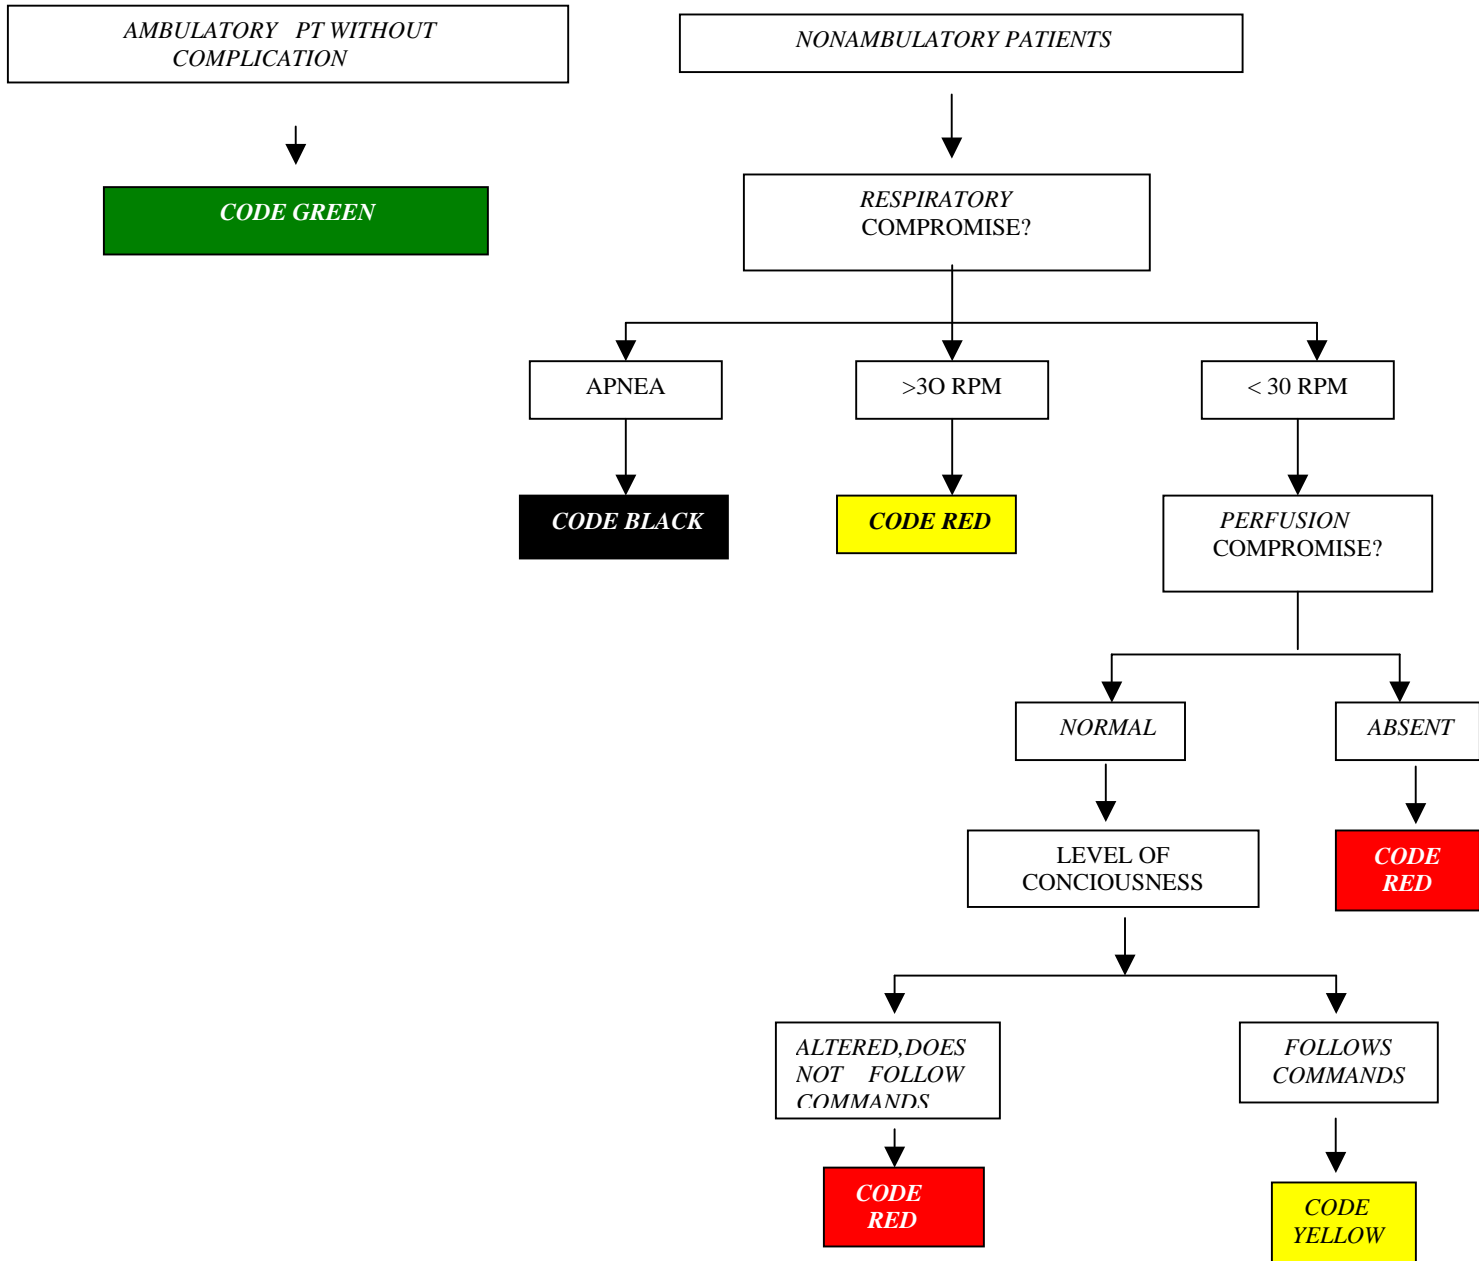 AMBULATORY PT WITHOUT
COMPLICATION
NONAMBULATORY PATIENTS
CODE GREEN
RESPIRATORY
COMPROMISE?
APNEA
>3O RPM
< 30 RPM
CODE BLACK
CODE RED
PERFUSION
COMPROMISE?
NORMAL
ABSENT
LEVEL OF
CONCIOUSNESS
CODE
RED
ALTERED,DOES
NOT FOLLOW
COMMANDS
FOLLOWS
COMMANDS
CODE
RED
CODE
YELLOW